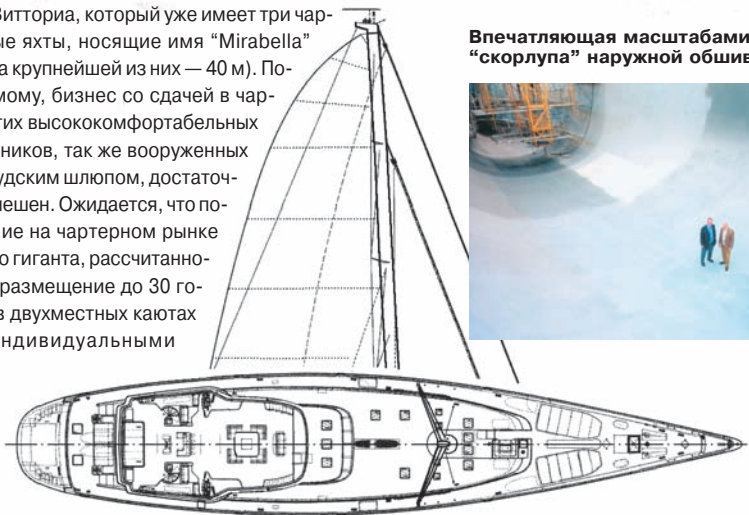 Витториа, который уже имеет три чар-
ые яхты, носящие имя “Mirabella”
а крупнейшей из них — 40 м). По-
мому, бизнес со сдачей в чар-
тих высококомфортабельных
ников, так же вооруженных
удским шлюпом, достаточ-
пешен. Ожидается, что по-
ие на чартерном рынке
о гиганта, рассчитанно-
размещение до 30 го-
в двухместных каютах
ндивидуальными
Впечатляющая масштабами
“скорлупа” наружной обшив